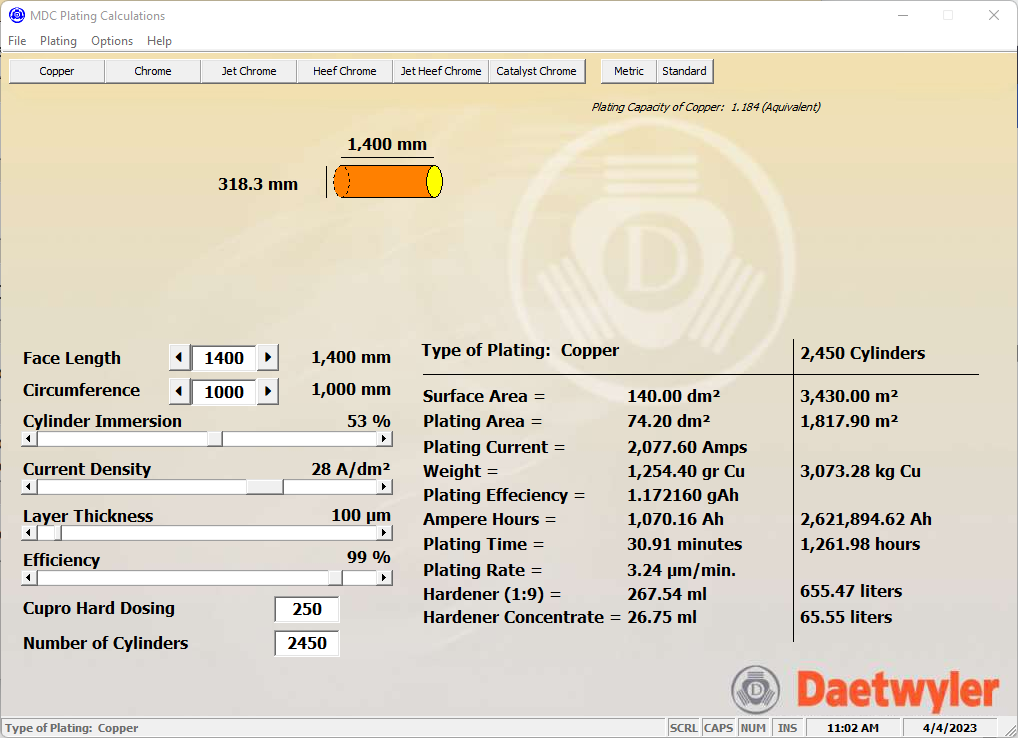 MDC Plating Calculations
File Plating Options Help
Copper Chrome Jet Chrome Heef Chrome Jet Heef Chrome Catalyst Chrome Metric Standard
Plating Capacity of Copper: 1.184 (Aquivalent)
1,400 mm
318.3 mm
D
Face Length 1400 1,400 mm
Circumference 1000 1,000 mm
Cylinder Immersion 53 %
Current Density 28 A/dm²
Layer Thickness 100 µm
Efficiency 99 %
Cupro Hard Dosing 250
Number of Cylinders 2450
Type of Plating: Copper 2,450 Cylinders
Surface Area = 140.00 dm² 3,430.00 m²
Plating Area = 74.20 dm² 1,817.90 m²
Plating Current = 2,077.60 Amps
Weight = 1,254.40 gr Cu 3,073.28 kg Cu
Plating Effeciency = 1.172160 gAh
Ampere Hours = 1,070.16 Ah 2,621,894.62 Ah
Plating Time = 30.91 minutes 1,261.98 hours
Plating Rate = 3.24 µm/min.
Hardener (1:9) = 267.54 ml 655.47 liters
Hardener Concentrate = 26.75 ml 65.55 liters
D Daetwyler
Type of Plating: Copper SCRL CAPS NUM INS 11:02 AM 4/4/2023